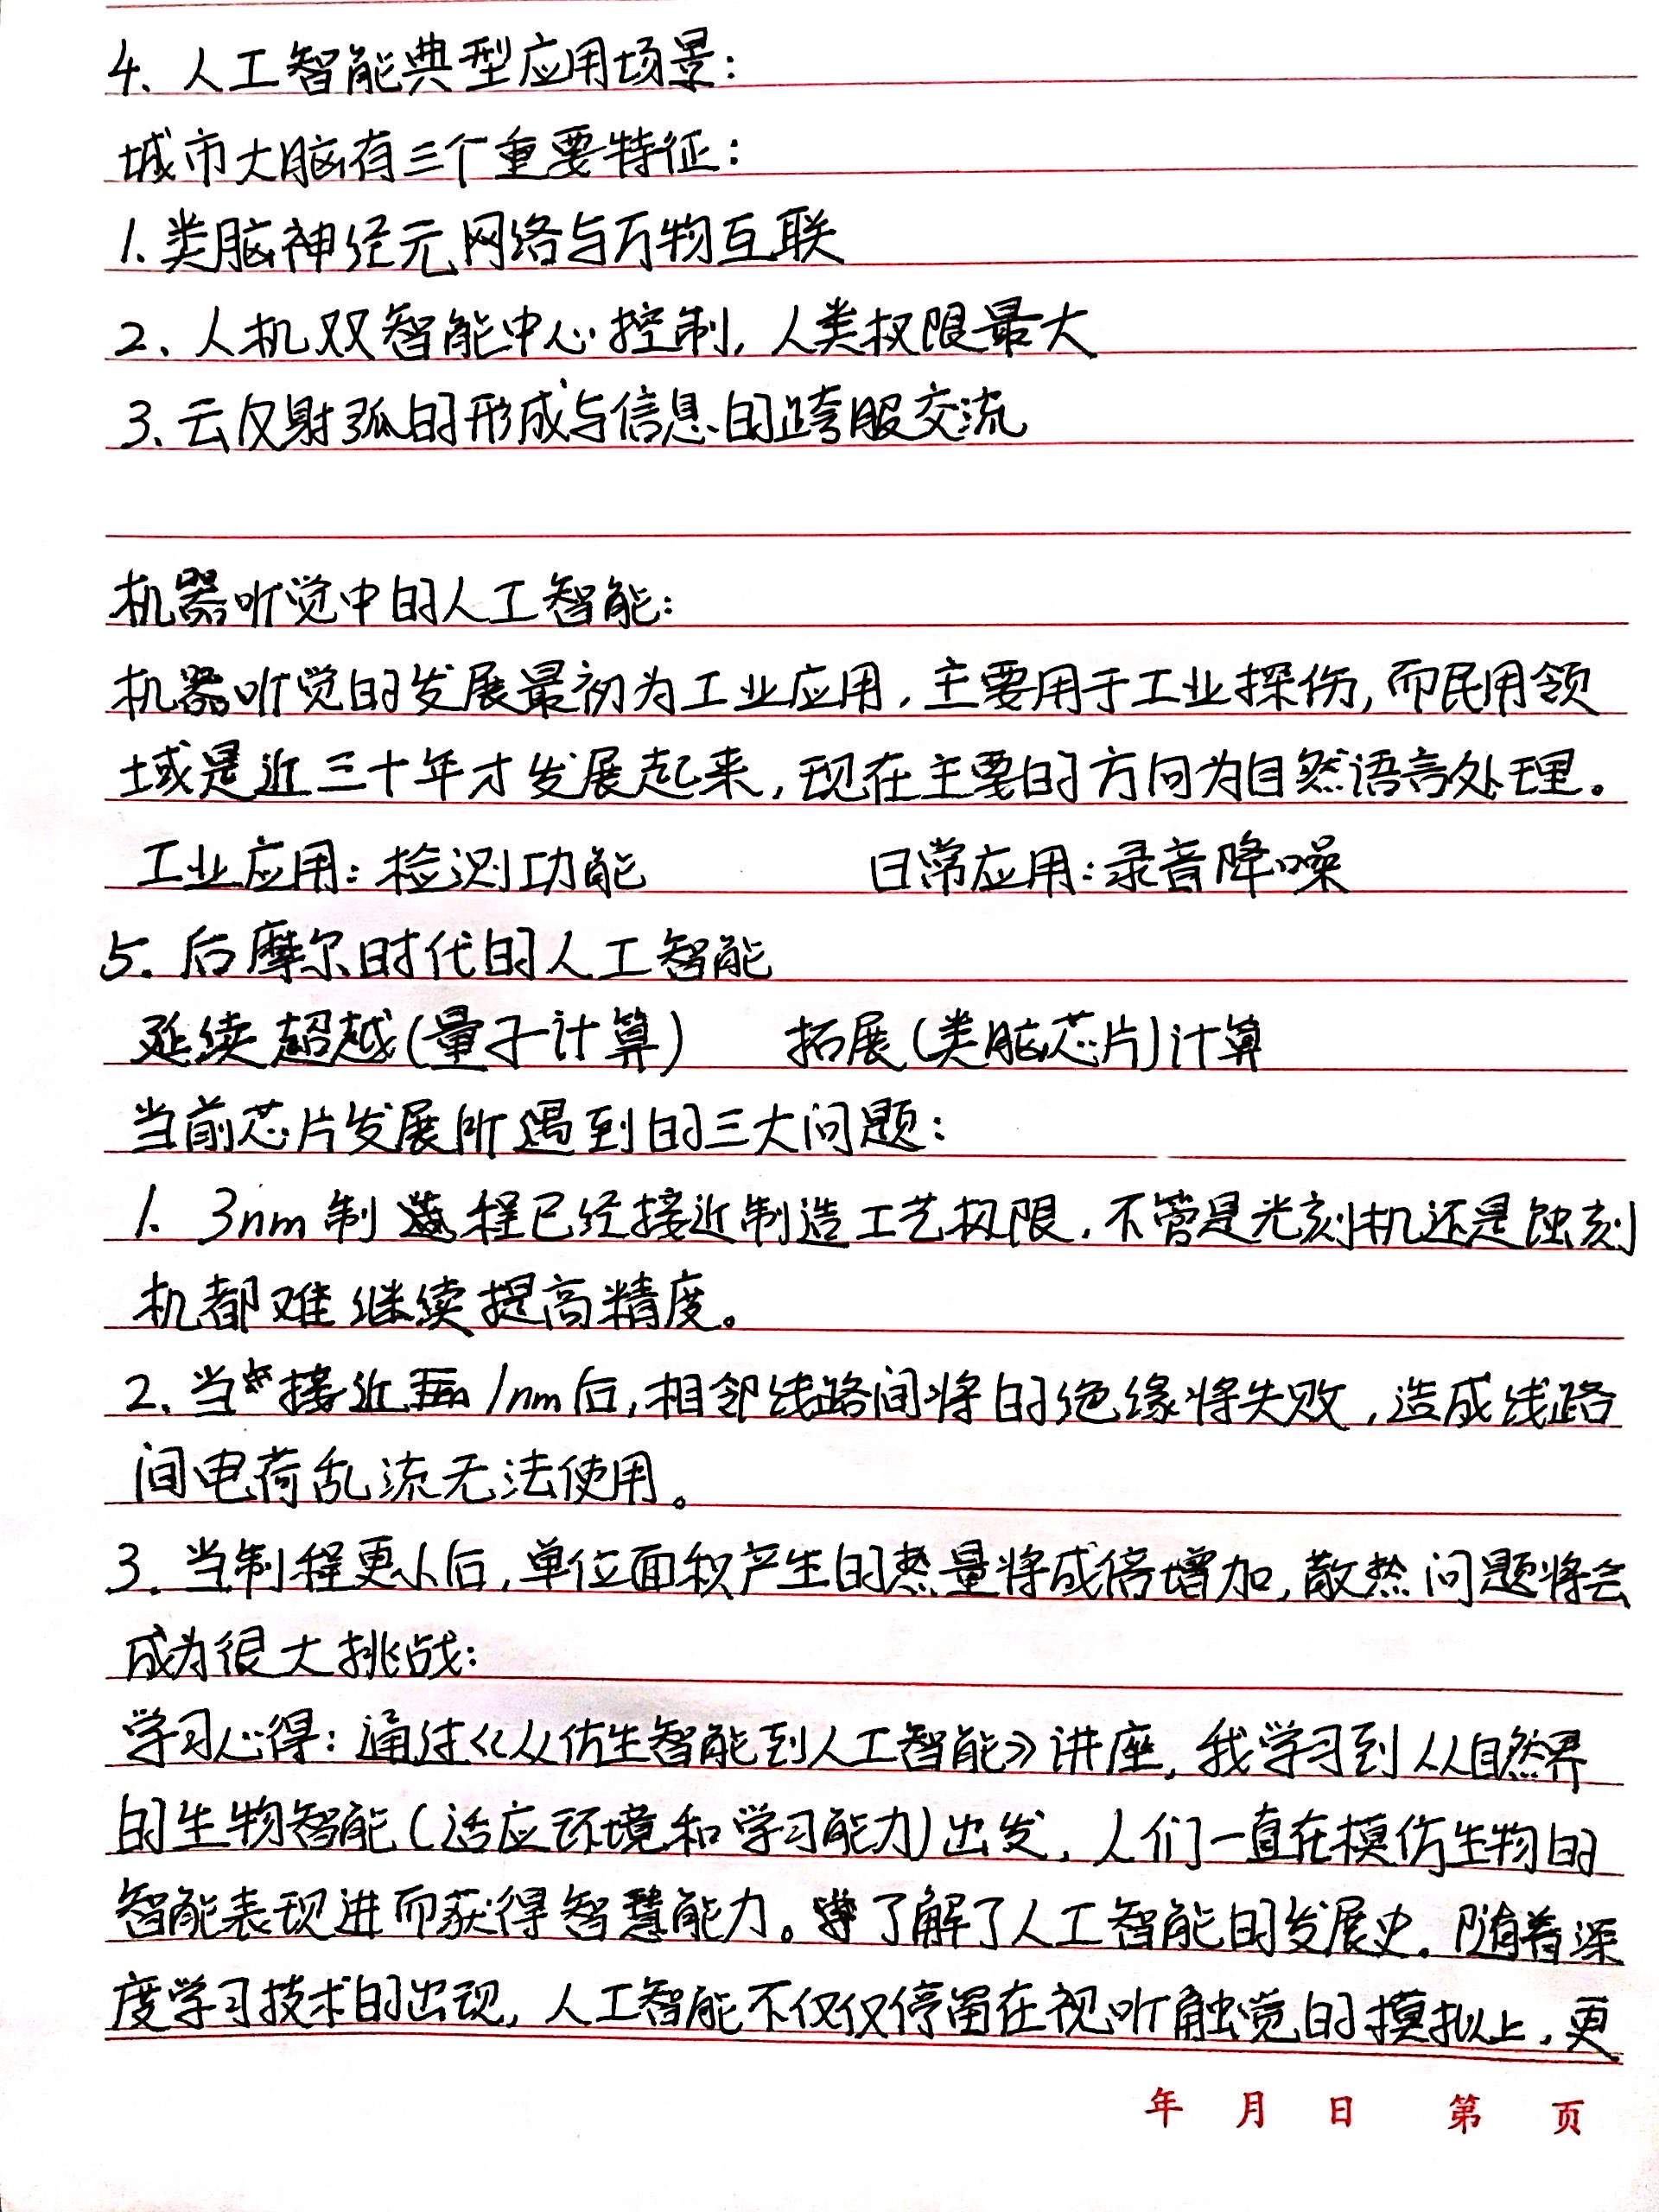 4、人工智能典型应用场景：
城市大脑有三个重要特征：
1.类脑神经元网络与万物互联
2、人机双智能中心控制，人类权限最大
3、云反射弧的形成与信息的跨服交流
机器听觉中的人工智能：
机器听觉的发展最初为工业应用，主要用于工业探伤，而民用领
域是近三十年才发展起来，现在主要的方向为自然语言处理。
工业应用：检测功能 日常应用：录音降噪
5. 后摩尔时代的人工智能
延续超越(量子计算) 拓展(类脑芯片)计算
当前芯片发展所遇到的三大问题：
1. 3nm制程已经接近制造工艺极限，不管是光刻机还是蚀刻
机都难继续提高精度。
2、当接近1nm后，相邻线路间将的绝缘将失败，造成线路
间电荷乱流无法使用。
3. 当制程更小后，单位面积产生的热量将成倍增加，散热问题将会
成为很大挑战：
学习心得：通过《从仿生智能到人工智能》讲座，我学习到从自然界
的生物智能(适应环境和学习能力)出发，人们一直在模仿生物的
智能表现进而获得智慧能力。了解了人工智能的发展史。随着深
度学习技术的出现，人工智能不仅仅停留在视听触觉的摸拟上，更
年 月 日 第 页